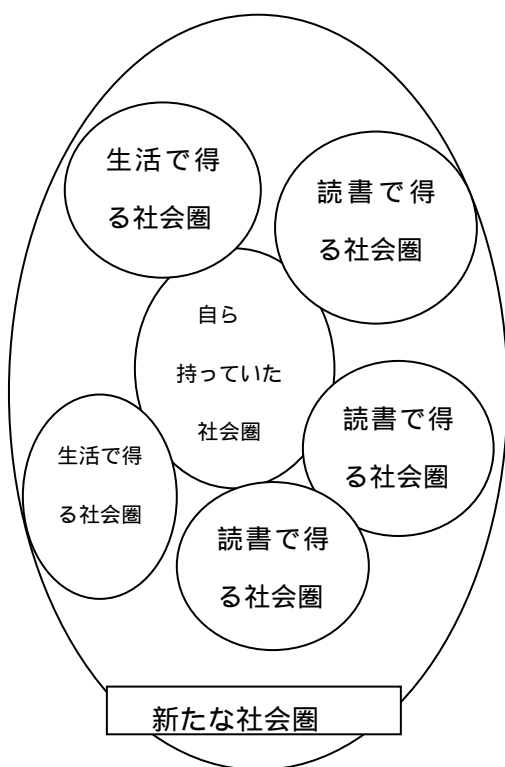 生活で得
る社会圏
読書で得
る社会圏
自ら
持っていた
社会圏
読書で得
る社会圏
生活で得
る社会圏
読書で得
る社会圏
新たな社会圏